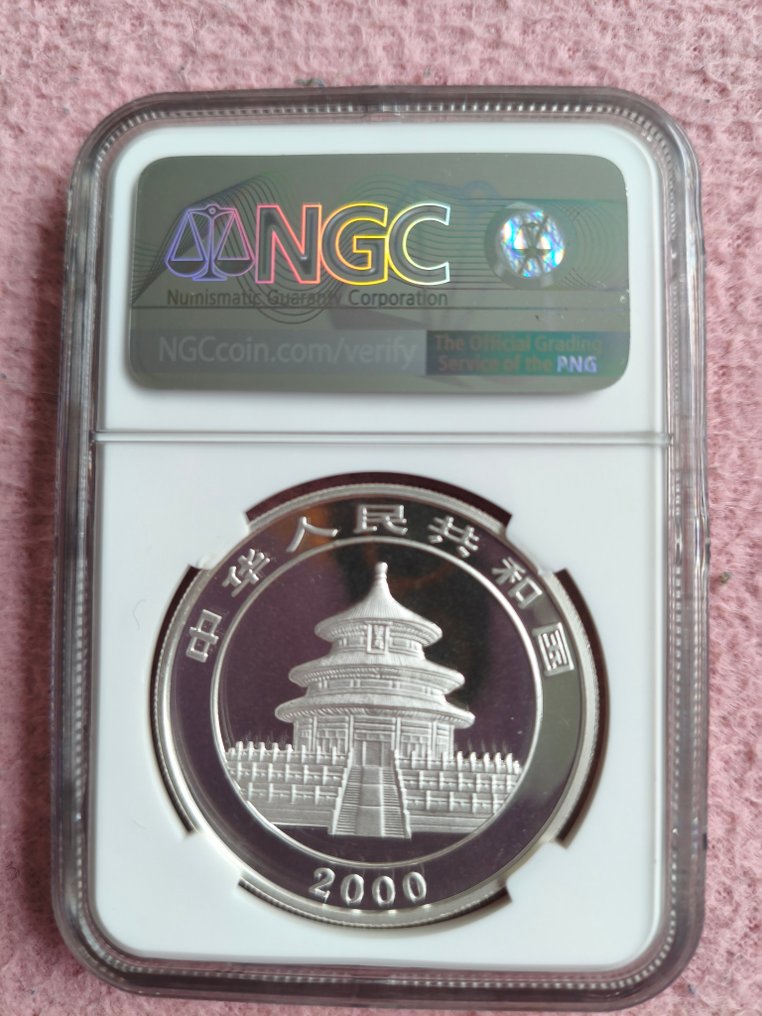 NGC
Numismatic Guaranty Corporation
NGCcoin.com/verify
The Official Grading
Service of the PNG
中华人民共和国
2000